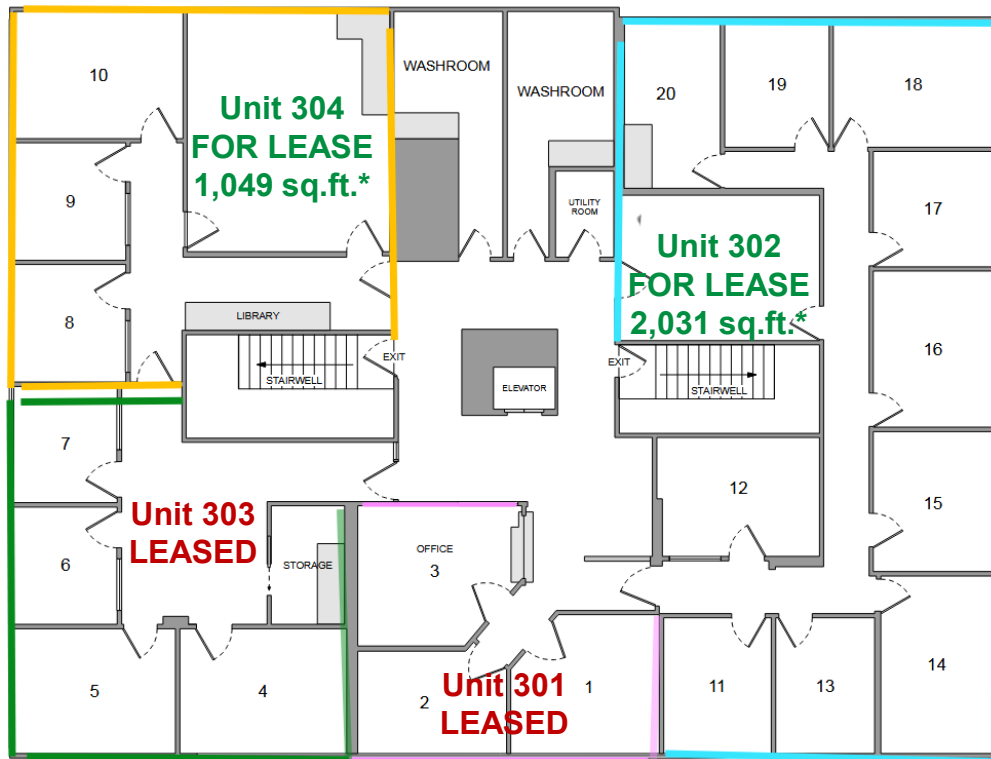 10
WASHROOM
WASHROOM
20
19
18
Unit 304
FOR LEASE
1,049 sq.ft.*
9
17
UTILITY
ROOM
Unit 302
FOR LEASE
2,031 sq.ft.*
8
LIBRARY
EXIT
STAIRWELL
ELEVATOR
EXIT
STAIRWELL
16
7
12
15
Unit 303
LEASED
6
STORAGE
OFFICE
3
5
4
2
Unit 301
LEASED
1
11
13
14